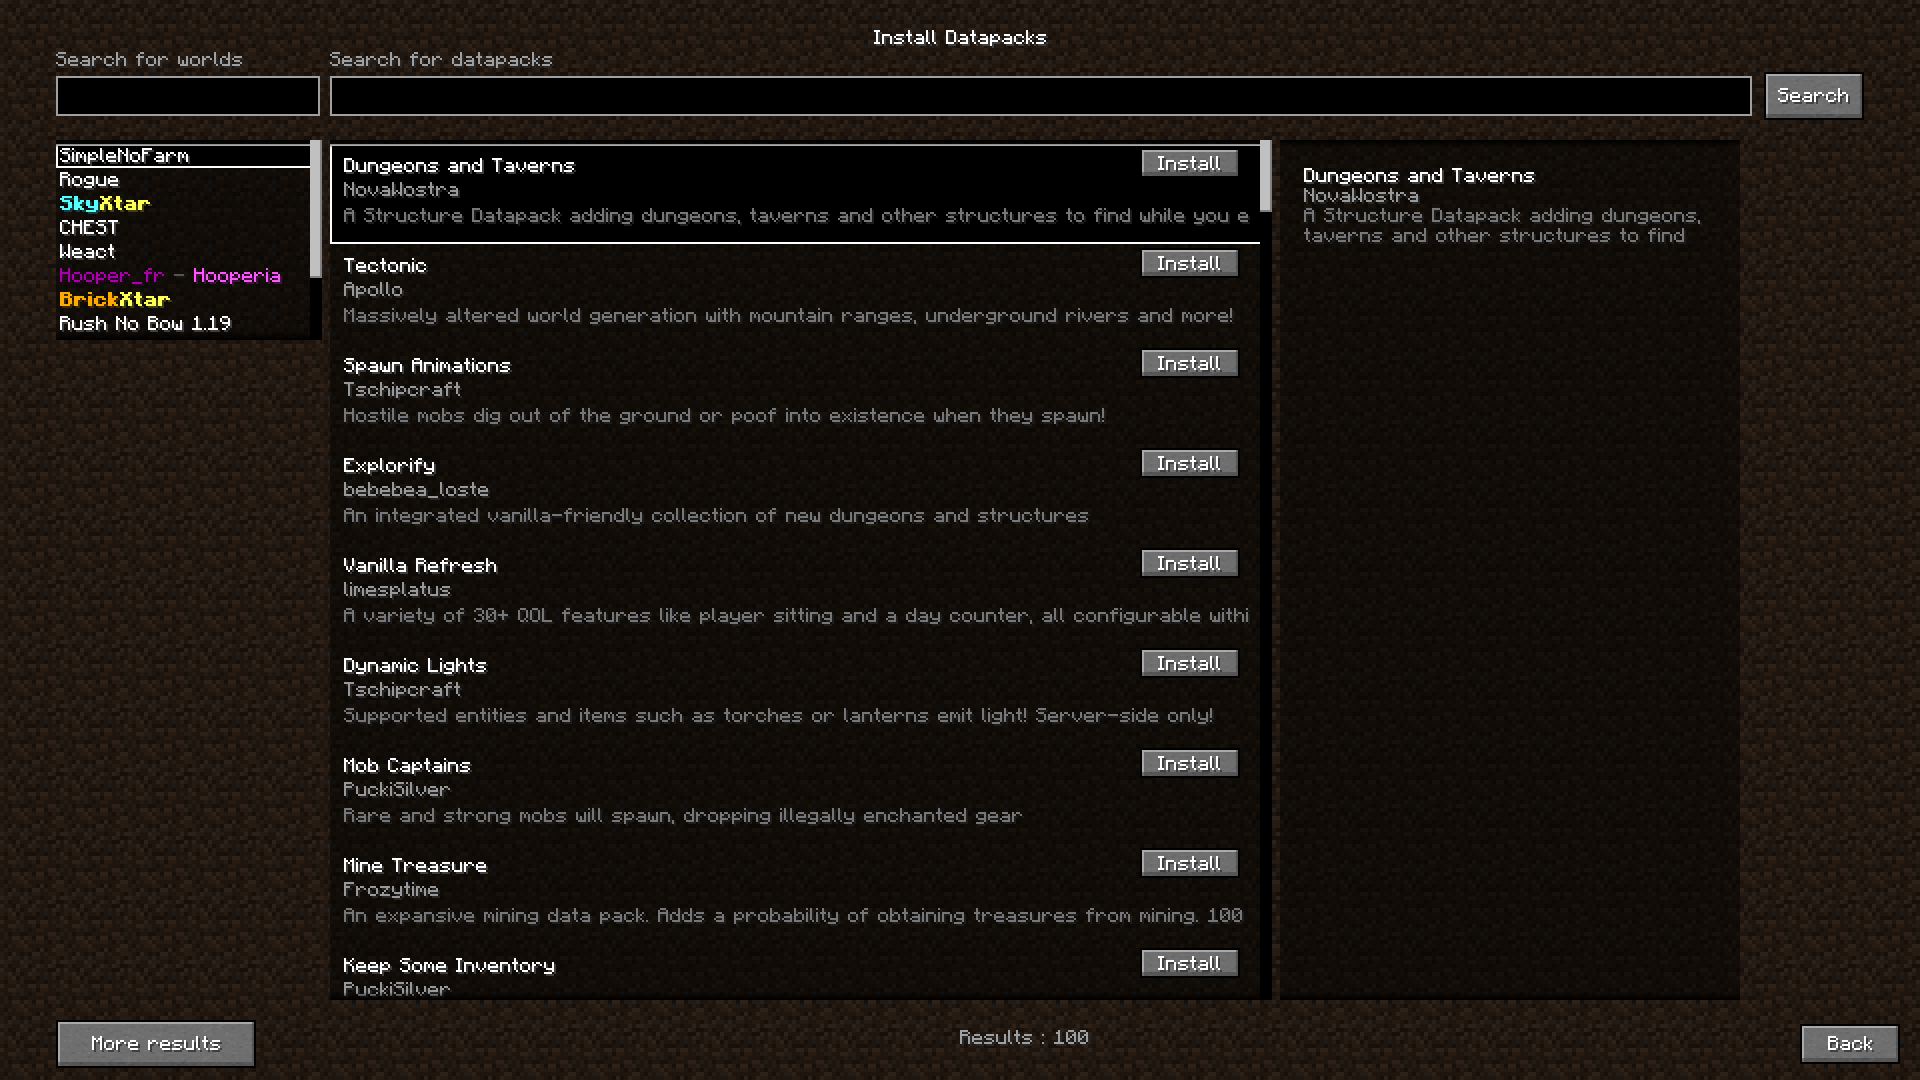 Install Datapacks
Search for worlds
Search for datapacks
Search
SimpleNoFarm
Rogue
SkyXtar
CHEST
Weact
Hooper_fr - Hooperia
BrickXtar
Rush No Bow 1.19
Dungeons and Taverns
Install
NovaWostra
A Structure Datapack adding dungeons, taverns and other structures to find while you e
Tectonic
Install
Apollo
Massively altered world generation with mountain ranges, underground rivers and more!
Spawn Animations
Install
Tschipcraft
Hostile mobs dig out of the ground or poof into existence when they spawn!
Explorify
Install
bebebea_loste
An integrated vanilla-friendly collection of new dungeons and structures
Vanilla Refresh
Install
limesplatus
A variety of 30+ QOL features like player sitting and a day counter, all configurable withi
Dynamic Lights
Install
Tschipcraft
Supported entities and items such as torches or lanterns emit light! Server-side only!
Mob Captains
Install
PuckiSilver
Rare and strong mobs will spawn, dropping illegally enchanted gear
Mine Treasure
Install
Frozytime
An expansive mining data pack. Adds a probability of obtaining treasures from mining. 100
Keep Some Inventory
Install
PuckiSilver
Dungeons and Taverns
NovaWostra
A Structure Datapack adding dungeons,
taverns and other structures to find
More results
Results : 100
Back